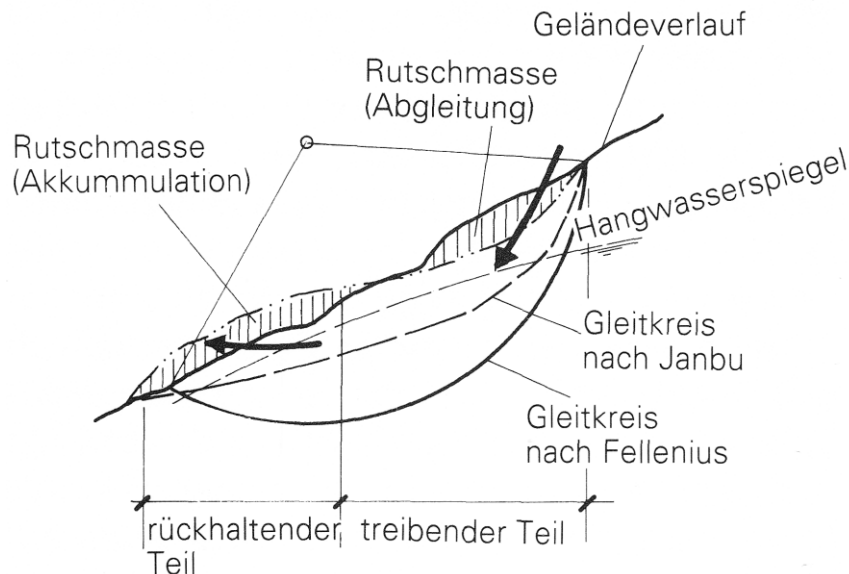 Geländeverlauf
Rutschmasse
(Abgleitung)
Rutschmasse
(Akkummulation)
Hangwasserspiegel
Gleitkreis
nach Janbu
Gleitkreis
nach Fellenius
rückhaltender
Teil
treibender Teil